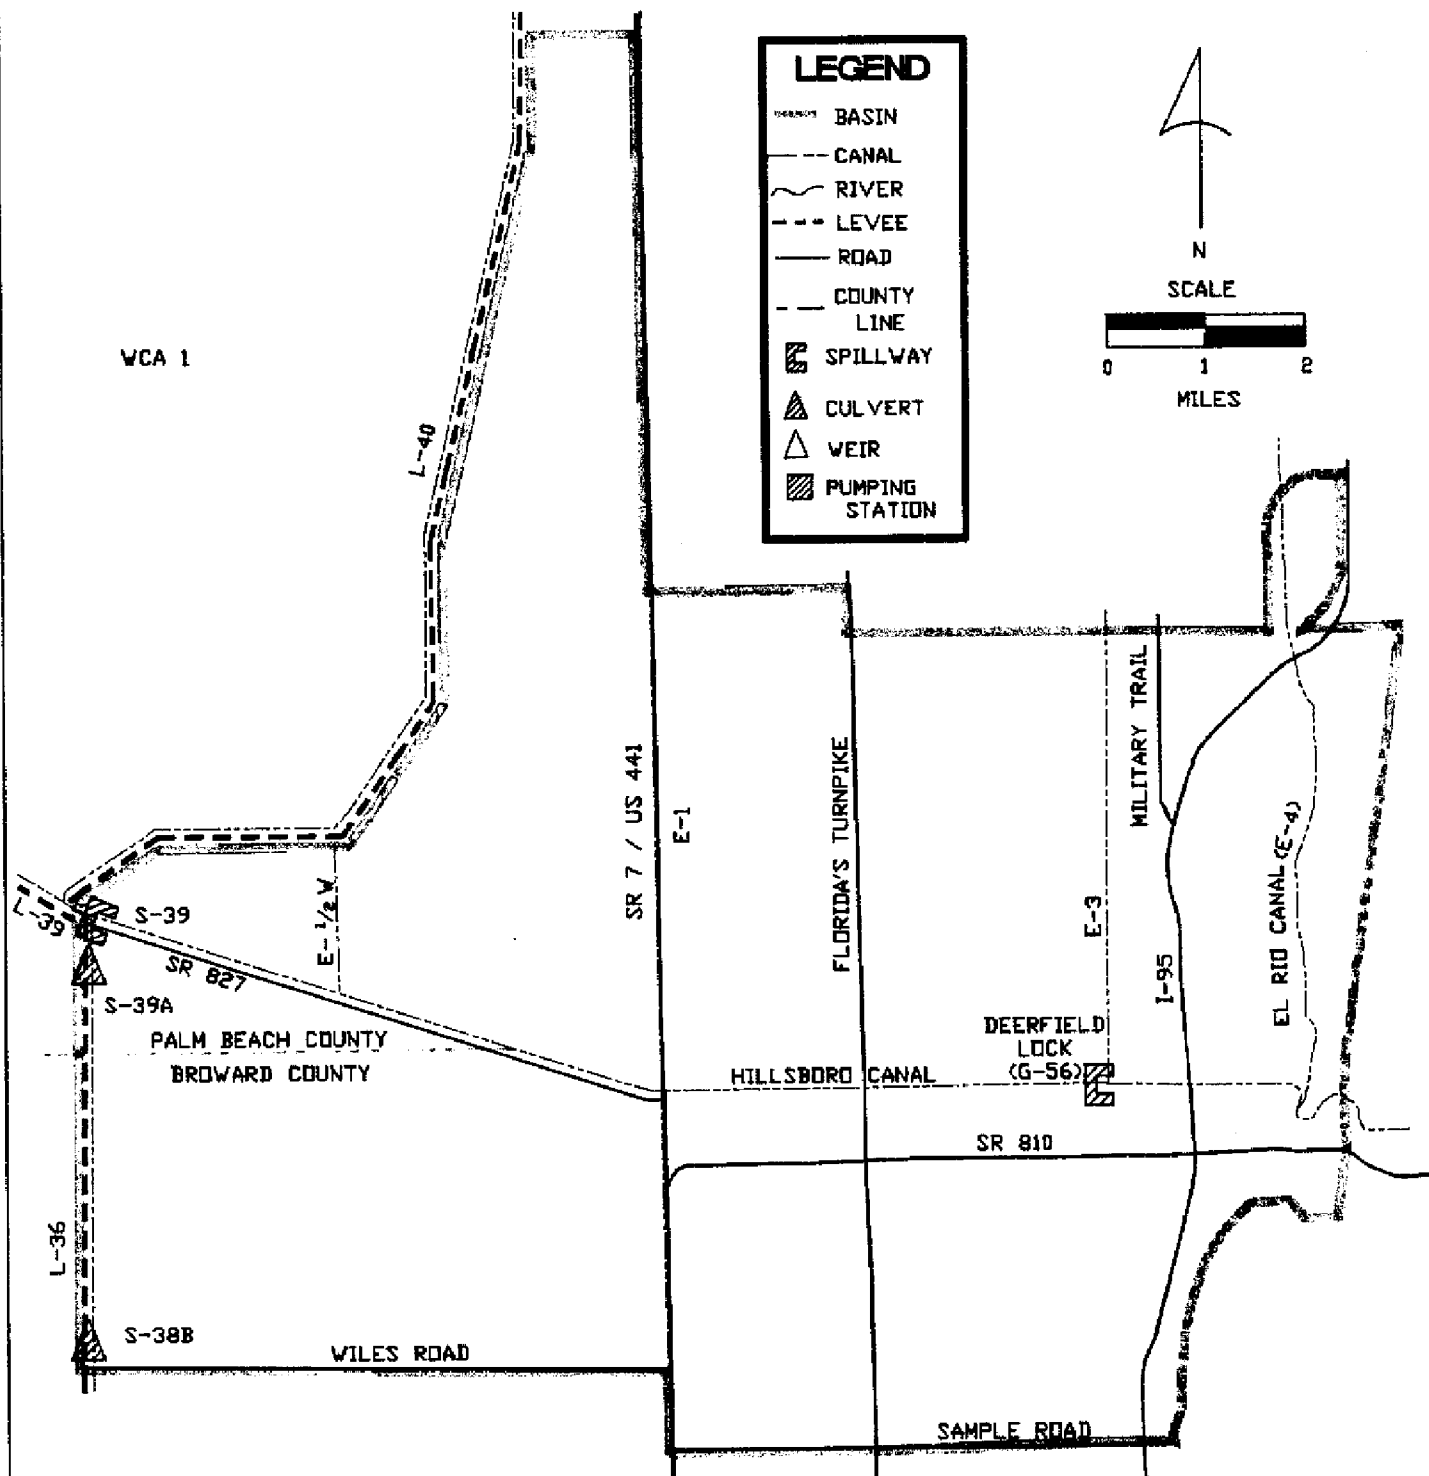 LEGEND
BASIN
CANAL
RIVER
LEVEE
ROAD
COUNTY
LINE
SPILLWAY
CULVERT
WEIR
PUMPING
STATION
N
SCALE
0 1 2
MILES
WCA 1
L-40
SR 7 / US 441
E-1
FLORIDA'S TURNPIKE
MILITARY TRAIL
E-3
I-95
EL RIO CANAL (E-4)
L-39
S-39
E- 1/2 W
SR 827
S-39A
PALM BEACH COUNTY
BROWARD COUNTY
DEERFIELD
LOCK
(G-56)
HILLSBORO CANAL
SR 810
L-36
S-38B
WILES ROAD
SAMPLE ROAD